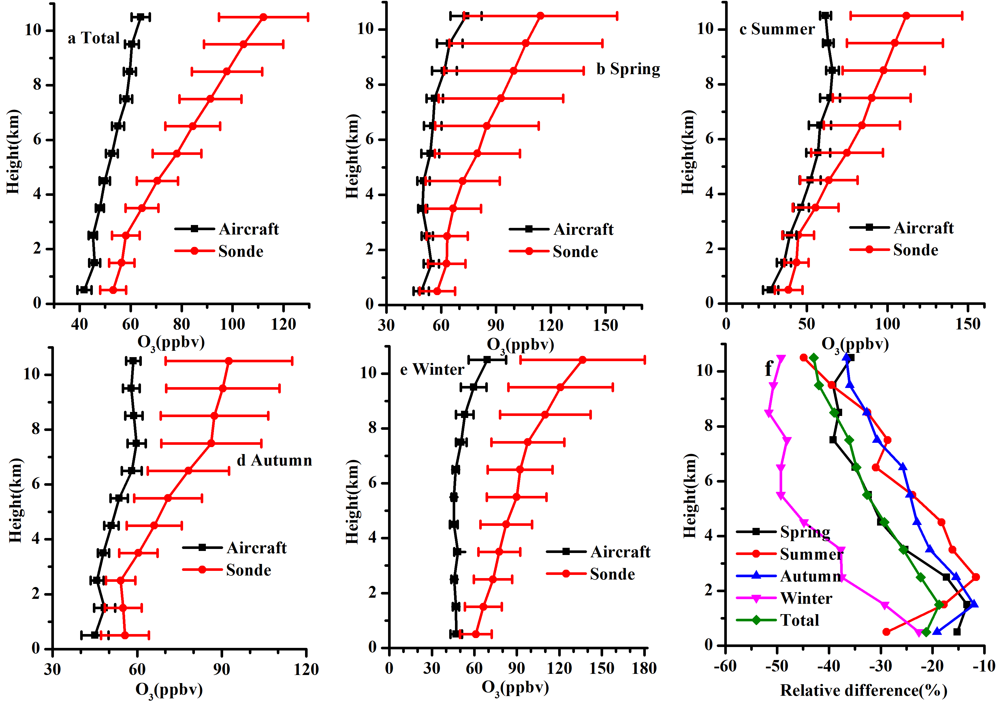 a Total
Height(km)
10
8
6
4
2
0
Aircraft
Sonde
40 60 80 100 120
O3(ppbv)
b Spring
Height(km)
10
8
6
4
2
0
Aircraft
Sonde
30 60 90 120 150
O3(ppbv)
c Summer
Height(km)
10
8
6
4
2
0
Aircraft
Sonde
0 50 100 150
O3(ppbv)
d Autumn
Height(km)
10
8
6
4
2
0
Aircraft
Sonde
30 60 90 120
O3(ppbv)
e Winter
Height(km)
10
8
6
4
2
0
Aircraft
Sonde
0 30 60 90 120 150 180
O3(ppbv)
f
Height(km)
10
8
6
4
2
0
Spring
Summer
Autumn
Winter
Total
-60 -50 -40 -30 -20 -10
Relative difference(%)